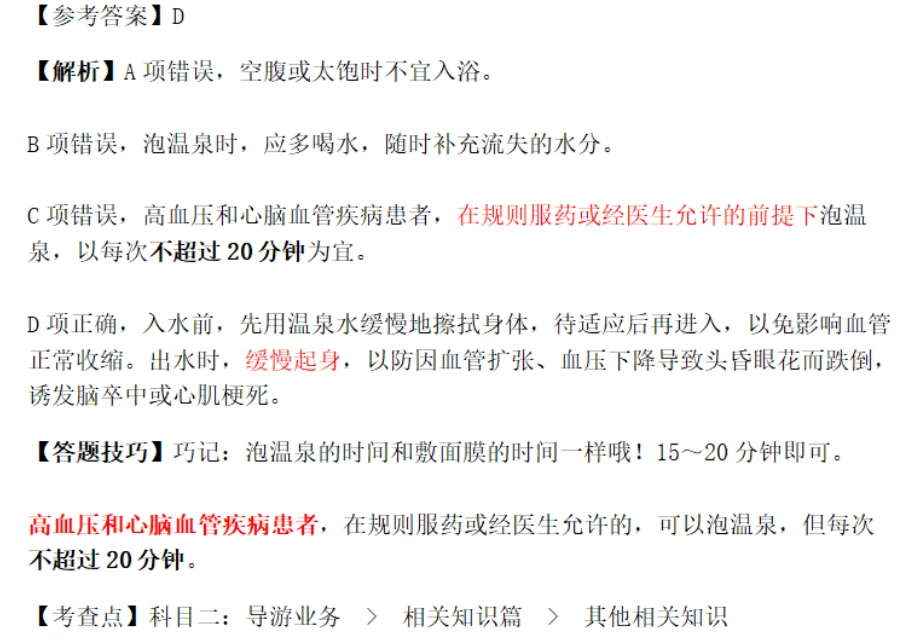 【参考答案】D
【解析】A 项错误，空腹或太饱时不宜入浴。
B 项错误，泡温泉时，应多喝水，随时补充流失的水分。
C 项错误，高血压和心脑血管疾病患者，在规则服药或经医生允许的前提下泡温
泉，以每次不超过 20 分钟为宜。
D 项正确，入水前，先用温泉水缓慢地擦拭身体，待适应后再进入，以免影响血管
正常收缩。出水时，缓慢起身，以防因血管扩张、血压下降导致头昏眼花而跌倒，
诱发脑卒中或心肌梗死。
【答题技巧】巧记：泡温泉的时间和敷面膜的时间一样哦！15～20 分钟即可。
高血压和心脑血管疾病患者，在规则服药或经医生允许的，可以泡温泉，但每次
不超过 20 分钟。
【考查点】科目二：导游业务 > 相关知识篇 > 其他相关知识